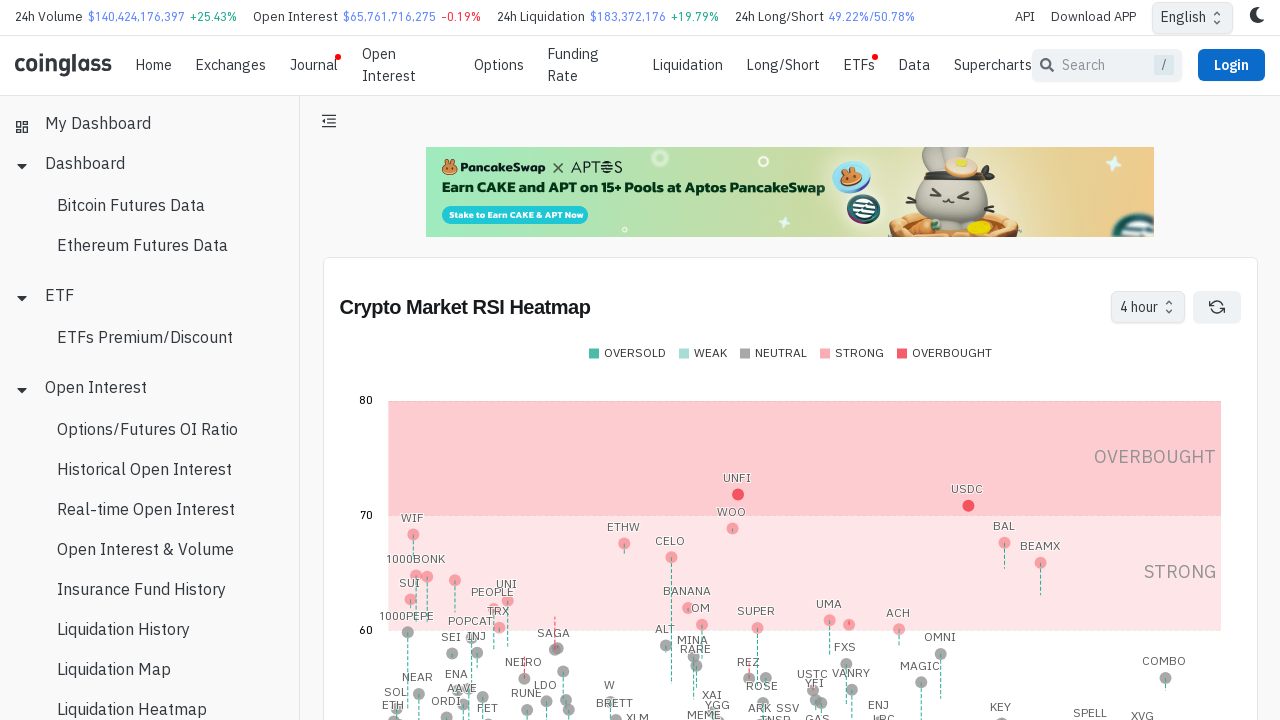 24h Volume $140,424,176,397 +25.43% Open Interest $65,761,716,275 -0.19% 24h Liquidation $183,372,176 +19.79% 24h Long/Short 49.22%/50.78% API Download APP English
coinglass Home Exchanges Journal Open Interest Options Funding Rate Liquidation Long/Short ETFs Data Supercharts Search / Login
My Dashboard
Dashboard
Bitcoin Futures Data
Ethereum Futures Data
ETF
ETFs Premium/Discount
Open Interest
Options/Futures OI Ratio
Historical Open Interest
Real-time Open Interest
Open Interest & Volume
Insurance Fund History
Liquidation History
Liquidation Map
Liquidation Heatmap
PancakeSwap × APTOS
Earn CAKE and APT on 15+ Pools at Aptos PancakeSwap
Stake to Earn CAKE & APT Now
Crypto Market RSI Heatmap 4 hour
OVERSOLD WEAK NEUTRAL STRONG OVERBOUGHT
80
OVERBOUGHT
UNFI
USDC
70
WIF WOO
ETHW BAL
CELO BEAMX
1000BONK
STRONG
SUI UNI
PEOPLE BANANA
UMA
1000PEPE TRX OM SUPER ACH
POPCAT
60
SEI INJ SAGA ALT MINA OMNI
RARE FXS
NEIRO REZ COMBO
NEAR ENA MAGIC
USTC VANRY
SOL AAVE LDO W ROSE YFI
RUNE XAI
ETH ORDI FET BRETT YGG ARK SSV ENJ KEY
XLM MEME GAS SPELL XVG